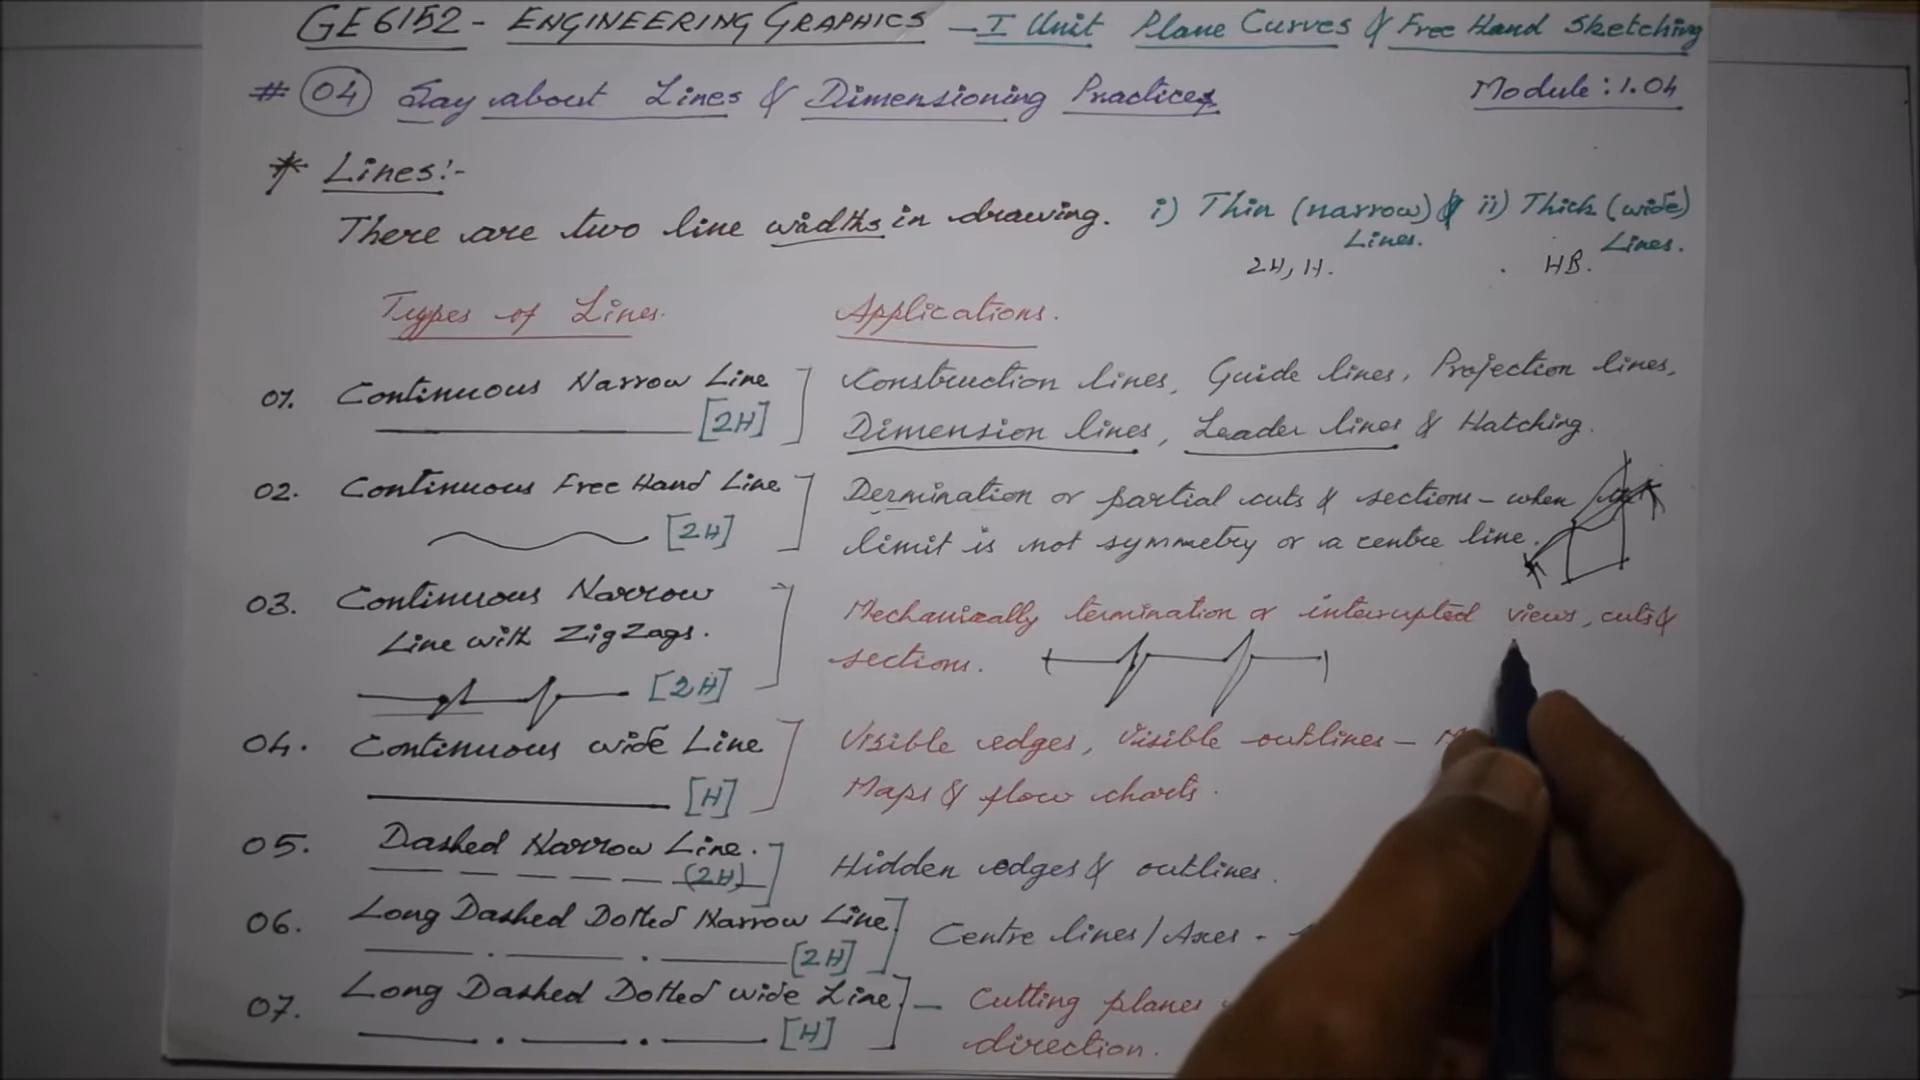 GE6152 - ENGINEERING GRAPHICS - I Unit Plane Curves & Free Hand Sketching
# 04 Say about Lines & Dimensioning Practices Module: 1.04
* Lines:-
There are two line widths in drawing. i) Thin (narrow) & ii) Thick (wide)
Lines. Lines.
2H, H. HB.
Types of Lines. Applications.
01. Continuous Narrow Line Construction lines, Guide lines, Projection lines,
[2H] Dimension lines, Leader lines & Hatching.
02. Continuous Free Hand Line Dermination or partial cuts & sections - when
[2H] limit is not symmetry or a centre line.
03. Continuous Narrow Mechanically termination or interrupted views, cuts &
Line with ZigZags. sections.
[2H]
04. Continuous wide Line Visible edges, Visible outlines -
[H] Maps & flow charts.
05. Dashed Narrow Line. Hidden edges & outlines.
(2H)
06. Long Dashed Dotted Narrow Line Centre lines/Axes -
[2H]
07. Long Dashed Dotted wide Line - Cutting planes
[H] direction.